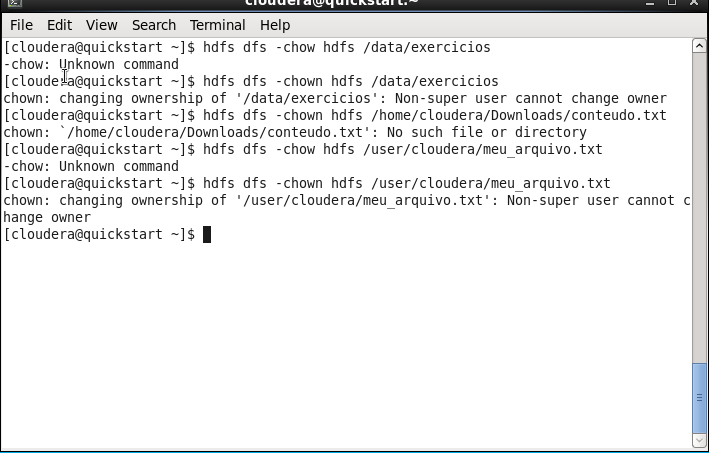 cloudera@quickstart:~
File Edit View Search Terminal Help
[cloudera@quickstart ~]$ hdfs dfs -chow hdfs /data/exercicios
-chow: Unknown command
[cloudera@quickstart ~]$ hdfs dfs -chown hdfs /data/exercicios
chown: changing ownership of '/data/exercicios': Non-super user cannot change owner
[cloudera@quickstart ~]$ hdfs dfs -chown hdfs /home/cloudera/Downloads/conteudo.txt
chown: `/home/cloudera/Downloads/conteudo.txt': No such file or directory
[cloudera@quickstart ~]$ hdfs dfs -chow hdfs /user/cloudera/meu_arquivo.txt
-chow: Unknown command
[cloudera@quickstart ~]$ hdfs dfs -chown hdfs /user/cloudera/meu_arquivo.txt
chown: changing ownership of '/user/cloudera/meu_arquivo.txt': Non-super user cannot c
hange owner
[cloudera@quickstart ~]$